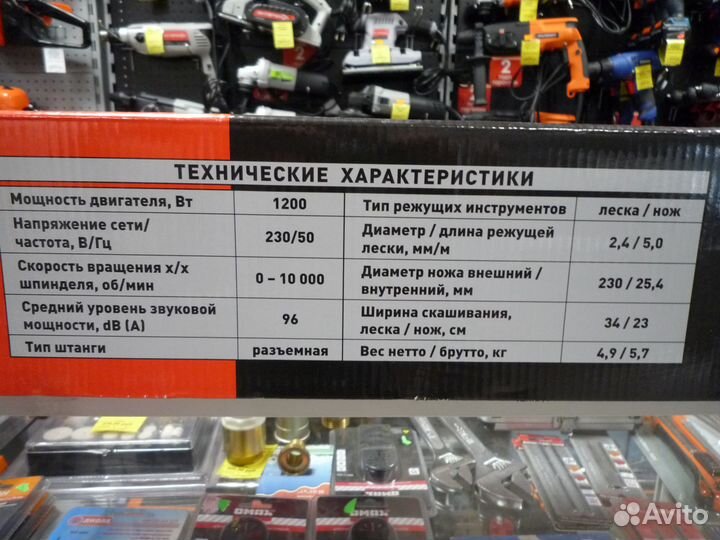 ТЕХНИЧЕСКИЕ ХАРАКТЕРИСТИКИ
Мощность двигателя, Вт 1200
Напряжение сети/
частота, В/Гц 230/50
Скорость вращения х/х
шпинделя, об/мин 0 – 10 000
Средний уровень звуковой
мощности, dB (A) 96
Тип штанги разъемная
Тип режущих инструментов леска / нож
Диаметр / длина режущей
лески, мм/м 2,4 / 5,0
Диаметр ножа внешний /
внутренний, мм 230 / 25,4
Ширина скашивания,
леска / нож, см 34 / 23
Вес нетто / брутто, кг 4,9 / 5,7
2
2
Avito